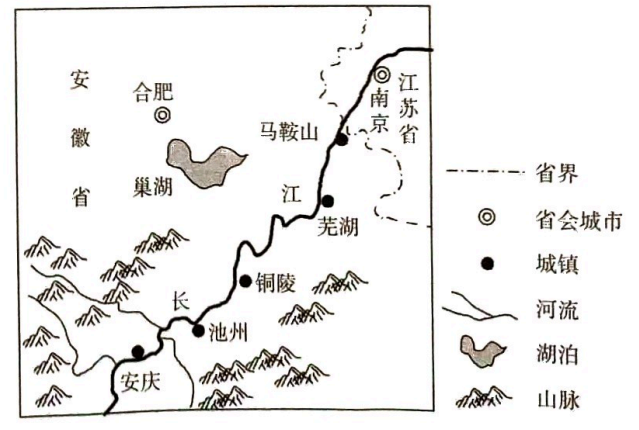 安徽省
合肥
南京
江苏省
马鞍山
巢湖
江
芜湖
铜陵
长
池州
安庆
省界
省会城市
城镇
河流
湖泊
山脉